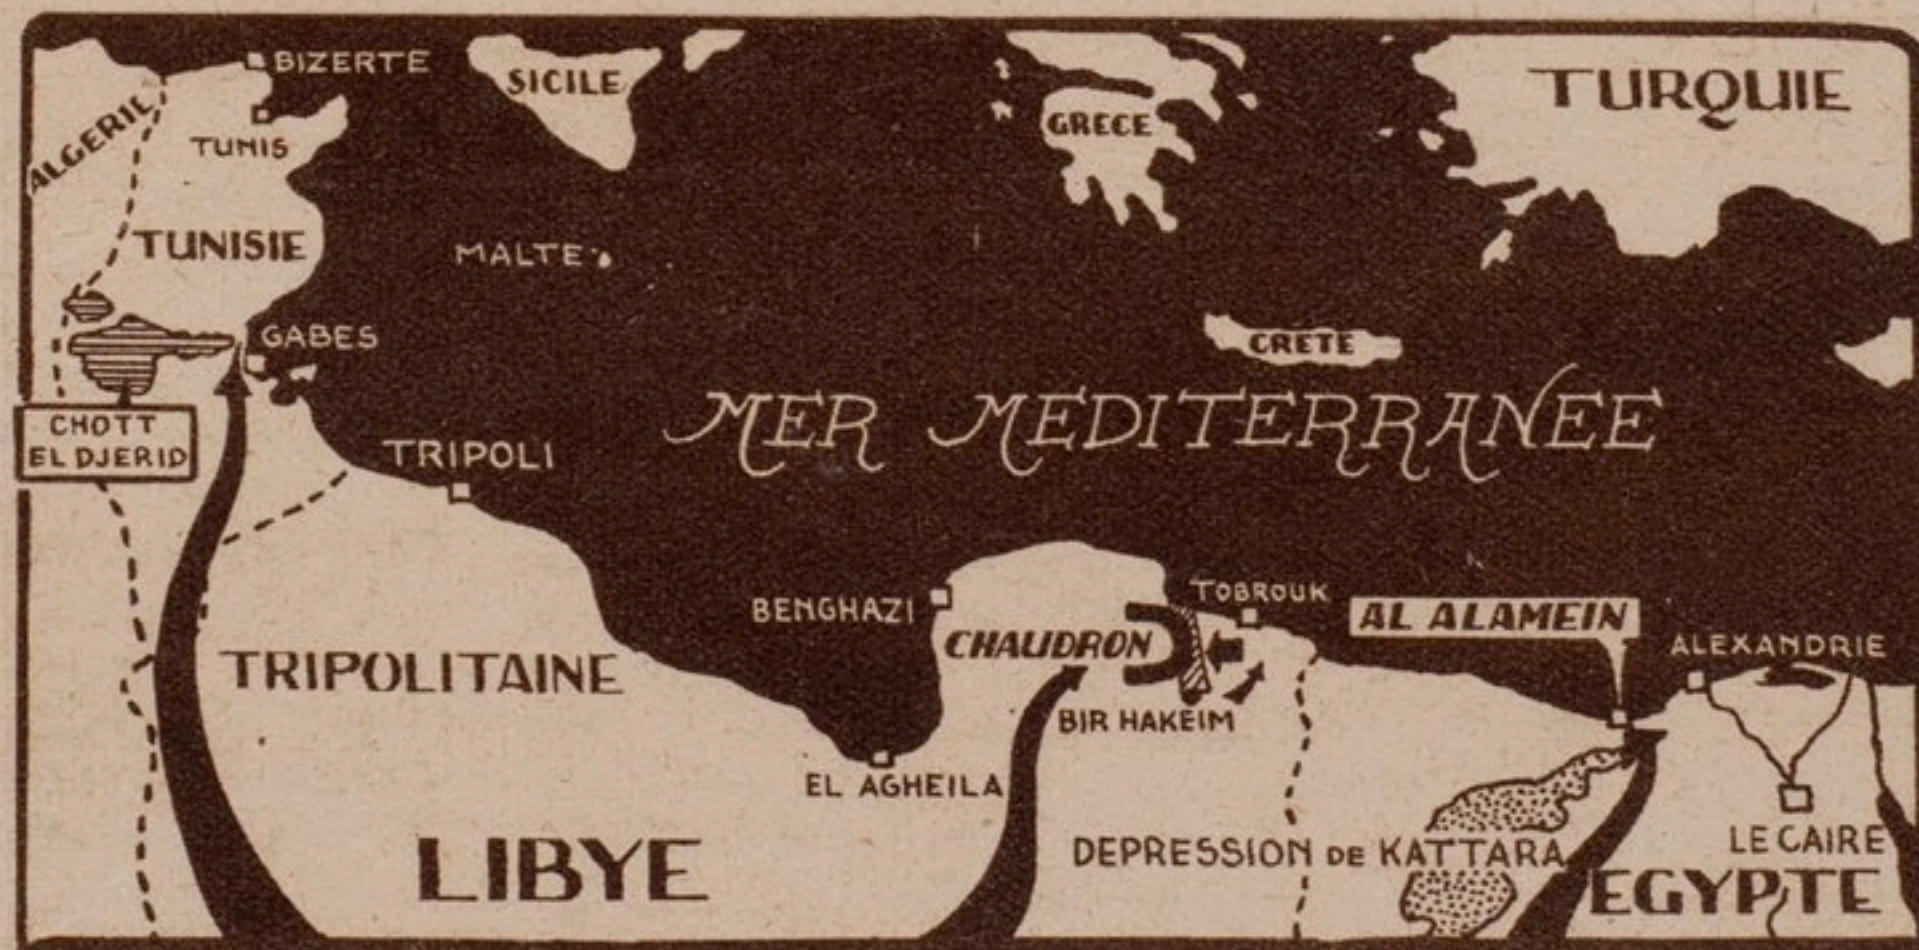 BIZERTE
SICILE
TURQUIE
ALGERIE
TUNIS
GRECE
TUNISIE
MALTE
GABES
CRETE
CHOTT
EL DJERID
MER MEDITERRANEE
TRIPOLI
BENGHAZI
TOBROUK
AL ALAMEIN
CHAUDRON
ALEXANDRIE
TRIPOLITAINE
BIR HAKEIM
EL AGHEILA
LIBYE
DEPRESSION DE KATTARA
LE CAIRE
EGYPTE